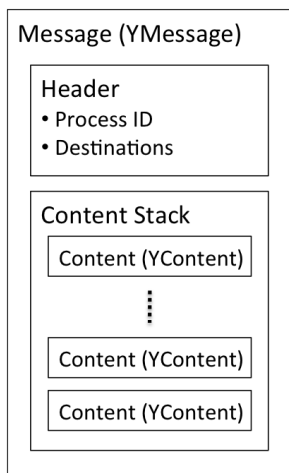 Message (YMessage)
Header
• Process ID
• Destinations
Content Stack
Content (YContent)
Content (YContent)
Content (YContent)